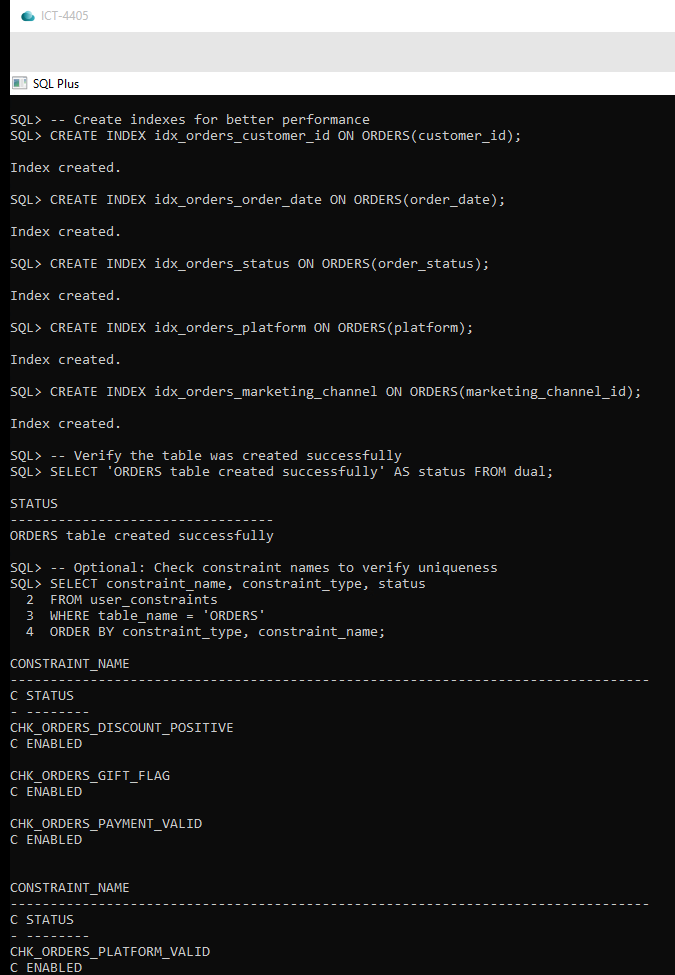 ICT-4405
SQL Plus
SQL> -- Create indexes for better performance
SQL> CREATE INDEX idx_orders_customer_id ON ORDERS(customer_id);
Index created.
SQL> CREATE INDEX idx_orders_order_date ON ORDERS(order_date);
Index created.
SQL> CREATE INDEX idx_orders_status ON ORDERS(order_status);
Index created.
SQL> CREATE INDEX idx_orders_platform ON ORDERS(platform);
Index created.
SQL> CREATE INDEX idx_orders_marketing_channel ON ORDERS(marketing_channel_id);
Index created.
SQL> -- Verify the table was created successfully
SQL> SELECT 'ORDERS table created successfully' AS status FROM dual;
STATUS
---------------------------------
ORDERS table created successfully
SQL> -- Optional: Check constraint names to verify uniqueness
SQL> SELECT constraint_name, constraint_type, status
  2  FROM user_constraints
  3  WHERE table_name = 'ORDERS'
  4  ORDER BY constraint_type, constraint_name;
CONSTRAINT_NAME
--------------------------------------------------------------------------------
C STATUS
- --------
CHK_ORDERS_DISCOUNT_POSITIVE
C ENABLED
CHK_ORDERS_GIFT_FLAG
C ENABLED
CHK_ORDERS_PAYMENT_VALID
C ENABLED
CONSTRAINT_NAME
--------------------------------------------------------------------------------
C STATUS
- --------
CHK_ORDERS_PLATFORM_VALID
C ENABLED